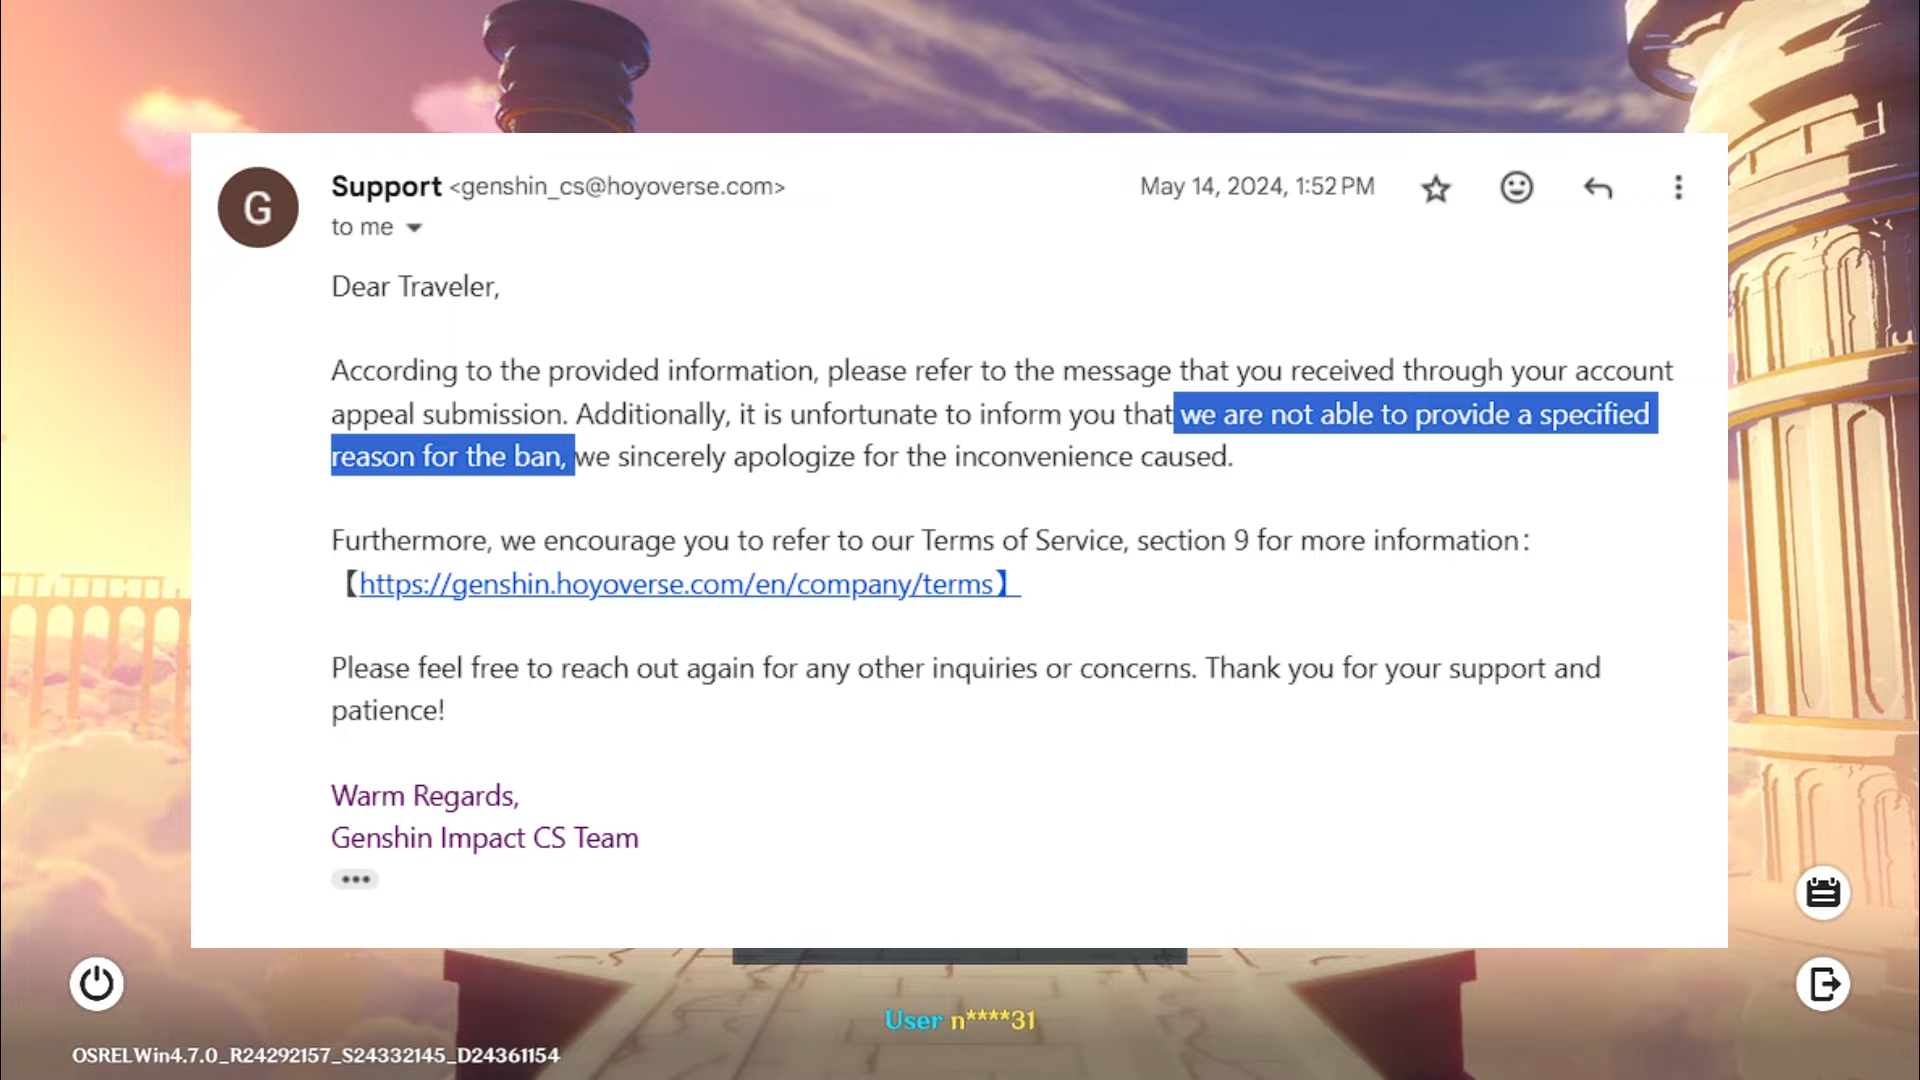 G
Support <genshin_cs@hoyoverse.com>
May 14, 2024, 1:52 PM
to me
Dear Traveler,
According to the provided information, please refer to the message that you received through your account
appeal submission. Additionally, it is unfortunate to inform you that we are not able to provide a specified
reason for the ban, we sincerely apologize for the inconvenience caused.
Furthermore, we encourage you to refer to our Terms of Service, section 9 for more information：
【https://genshin.hoyoverse.com/en/company/terms】
Please feel free to reach out again for any other inquiries or concerns. Thank you for your support and
patience!
Warm Regards,
Genshin Impact CS Team
User n****31
OSRELWin4.7.0_R24292157_S24332145_D24361154